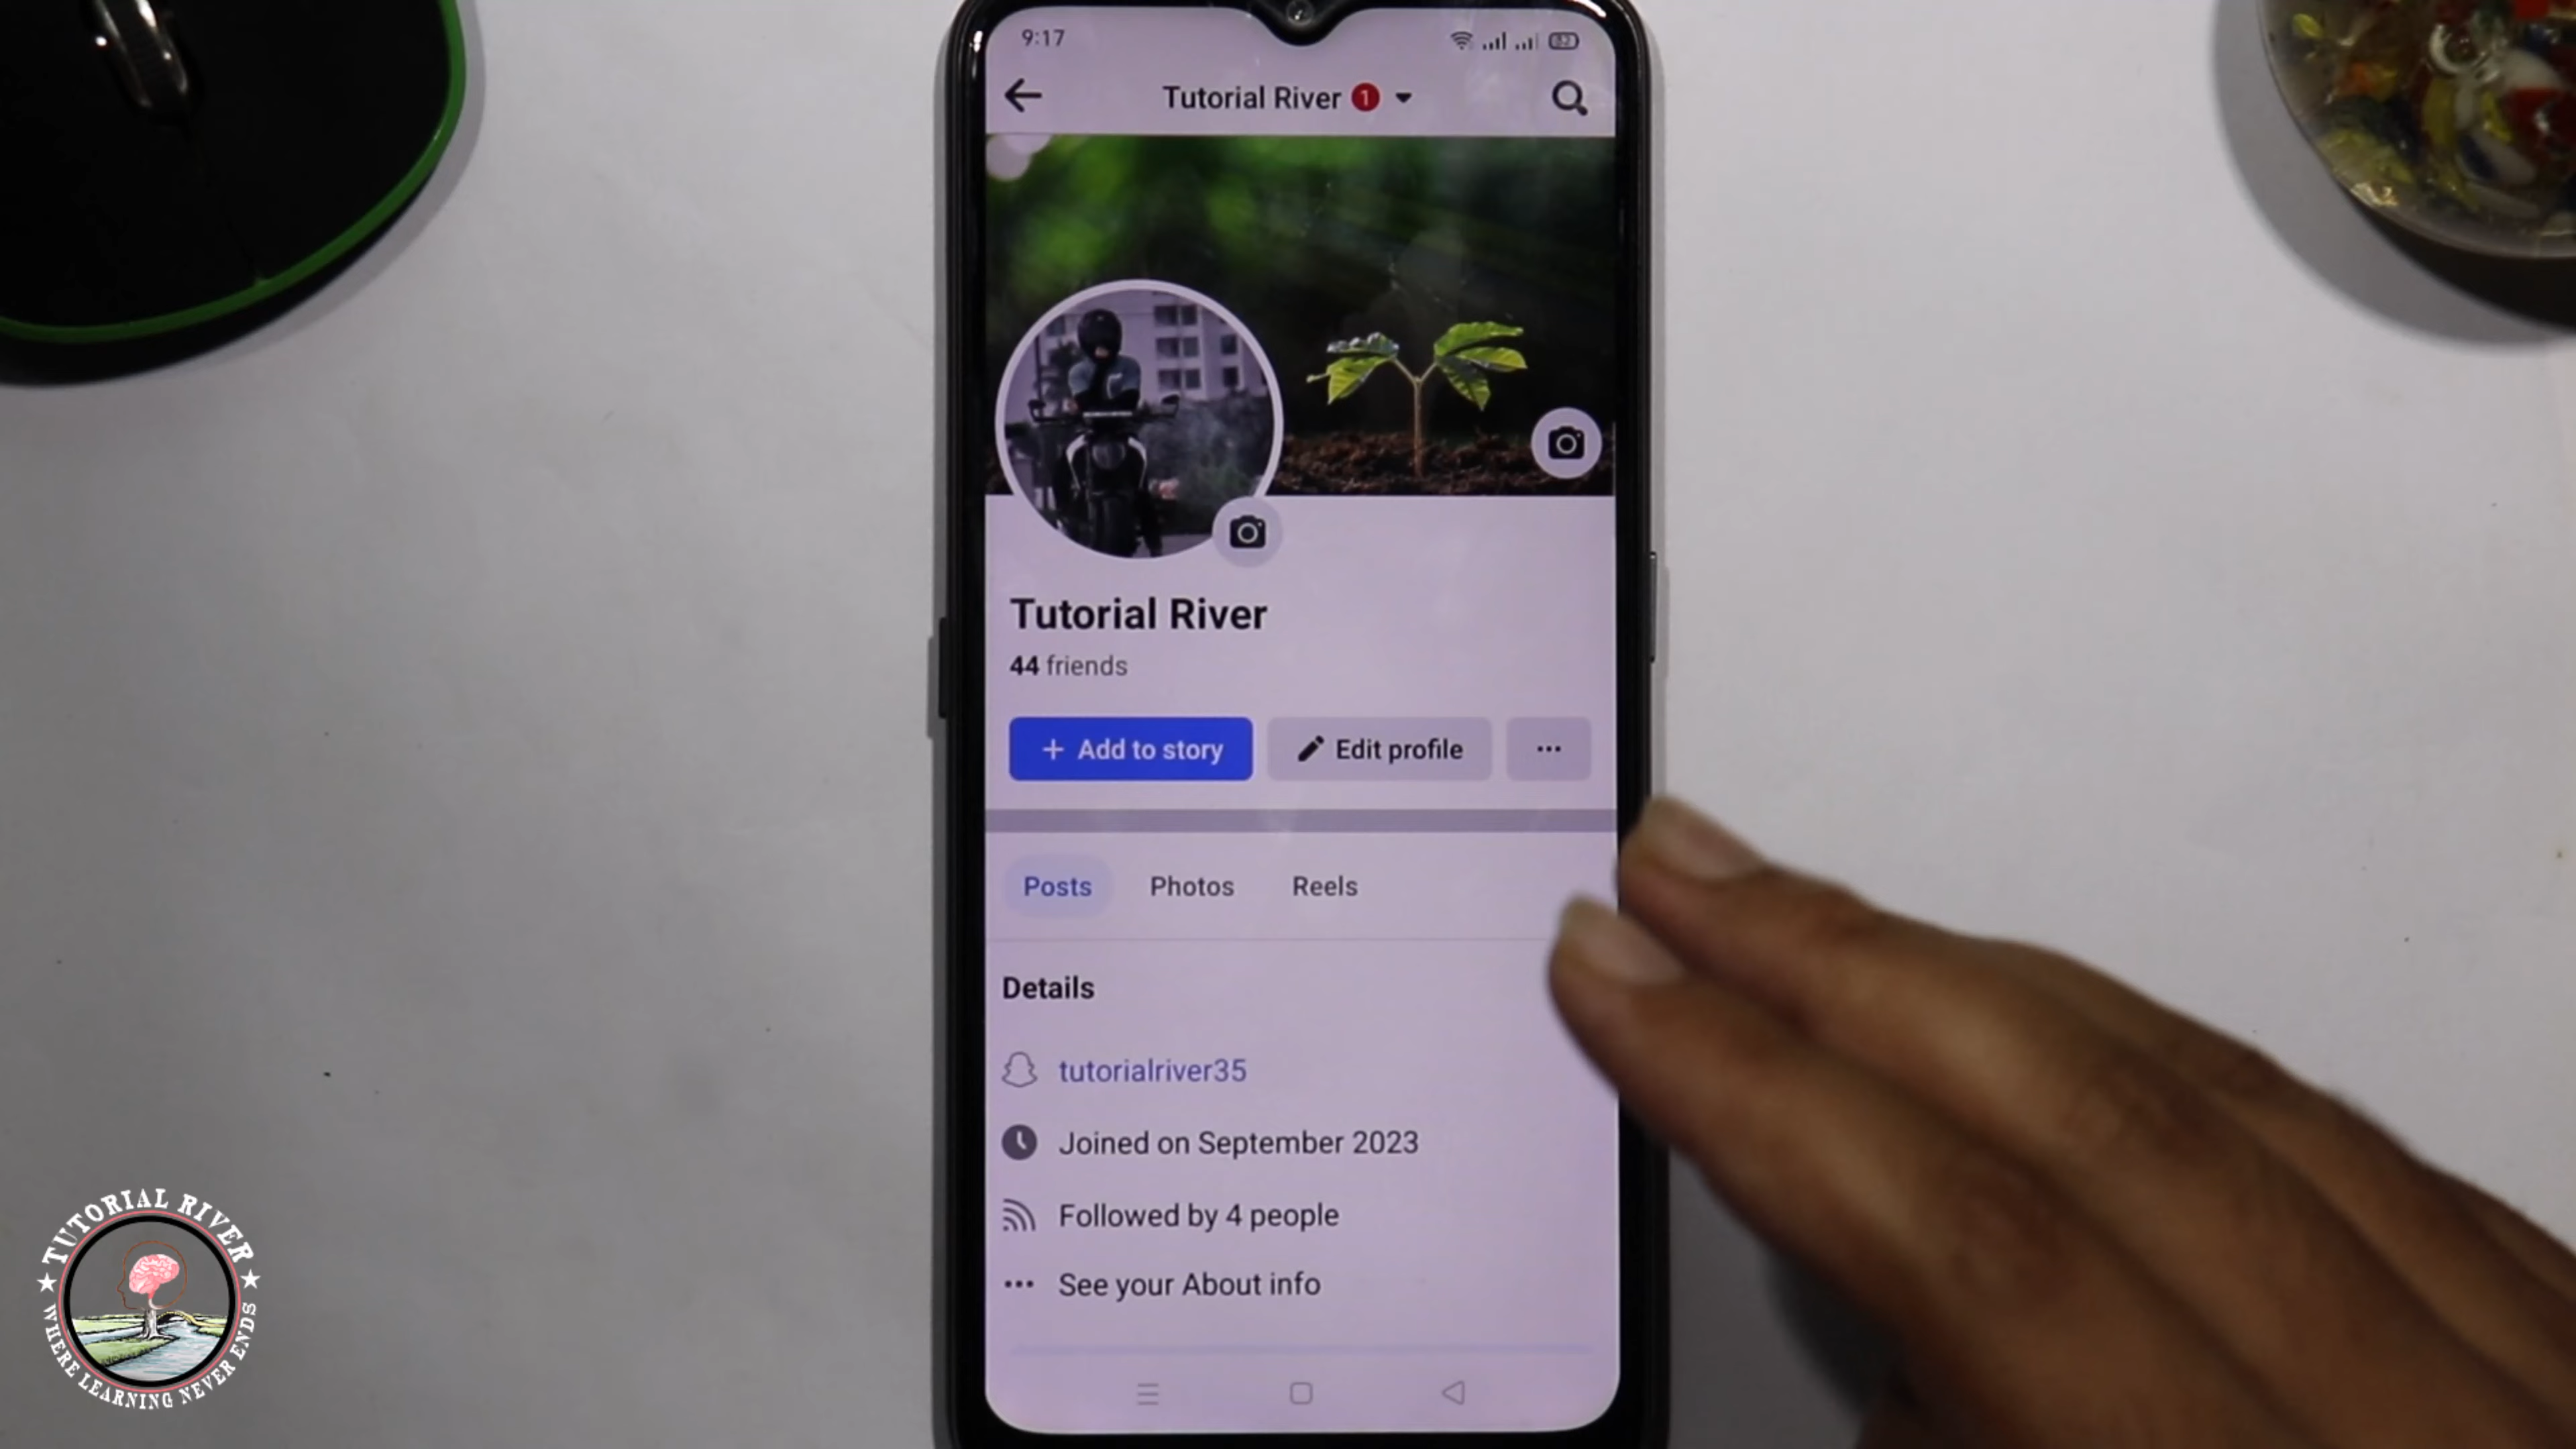 9:17
Tutorial River 1
Tutorial River
44 friends
+ Add to story
Edit profile
Posts
Photos
Reels
Details
tutorialriver35
Joined on September 2023
Followed by 4 people
See your About info
TUTORIAL RIVER
WHERE LEARNING NEVER ENDS